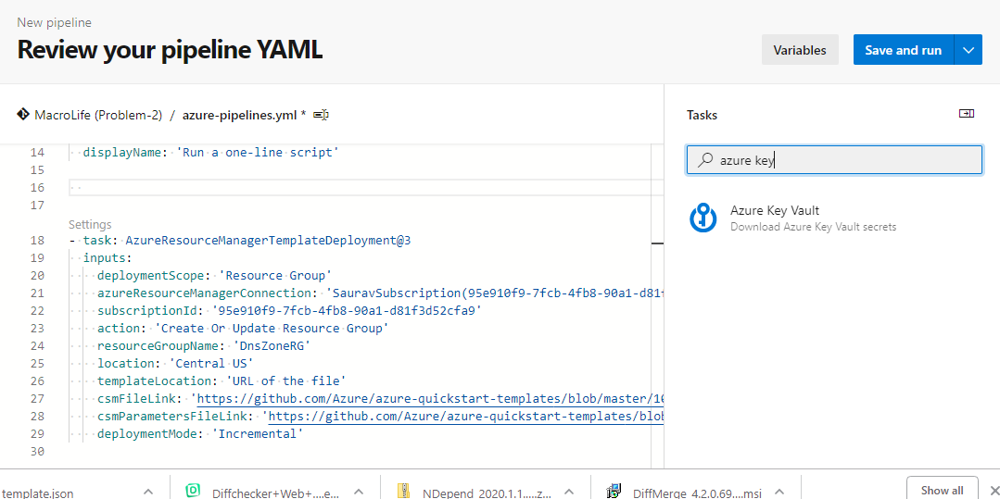 New pipeline
Review your pipeline YAML
Variables
Save and run
MacroLife (Problem-2) / azure-pipelines.yml *
Tasks
azure key
Azure Key Vault
Download Azure Key Vault secrets
14 displayName: 'Run a one-line script'
15
16
17
Settings
18 - task: AzureResourceManagerTemplateDeployment@3
19 inputs:
20 deploymentScope: 'Resource Group'
21 azureResourceManagerConnection: 'SauravSubscription(95e910f9-7fcb-4fb8-90a1-d81f
22 subscriptionId: '95e910f9-7fcb-4fb8-90a1-d81f3d52cfa9'
23 action: 'Create Or Update Resource Group'
24 resourceGroupName: 'DnsZoneRG'
25 location: 'Central US'
26 templateLocation: 'URL of the file'
27 csmFileLink: 'https://github.com/Azure/azure-quickstart-templates/blob/master/10
28 csmParametersFileLink: 'https://github.com/Azure/azure-quickstart-templates/blob
29 deploymentMode: 'Incremental'
30
template.json
Diffchecker+Web+....e...
NDepend_2020.1.1.....z...
DiffMerge_4.2.0.69....msi
Show all